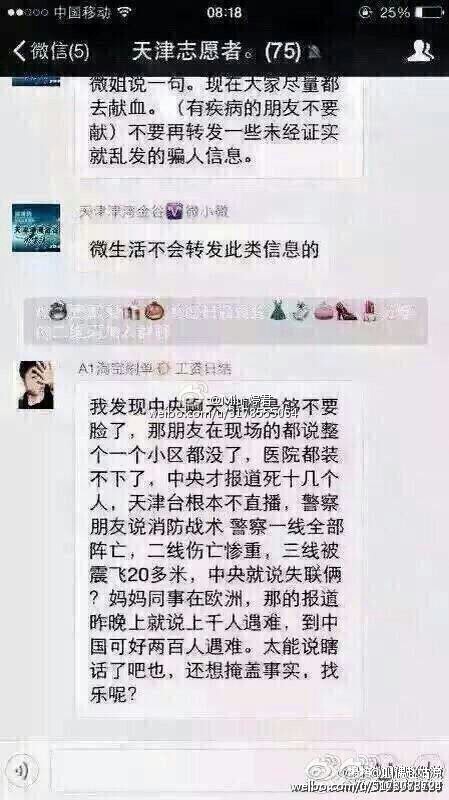 中国移动
08:18
25%
微信(5)
天津志愿者。(75)
微姐说一句。现在大家尽量都
去献血。（有疾病的朋友不要
献）不要再转发一些未经证实
就乱发的骗人信息。
天津津湾金谷 微小微
微生活不会转发此类信息的
A1淘宝刷单 工资日结
我发现中央
脸了，那朋友在现场的都说整
个一个小区都没了，医院都装
不下了，中央才报道死十几个
人，天津台根本不直播，警察
朋友说消防战术 警察一线全部
阵亡，二线伤亡惨重，三线被
震飞20多米，中央就说失联俩
？妈妈同事在欧洲，那的报道
昨晚上就说上千人遇难，到中
国可好两百人遇难。太能说瞎
话了吧也，还想掩盖事实，找
乐呢？